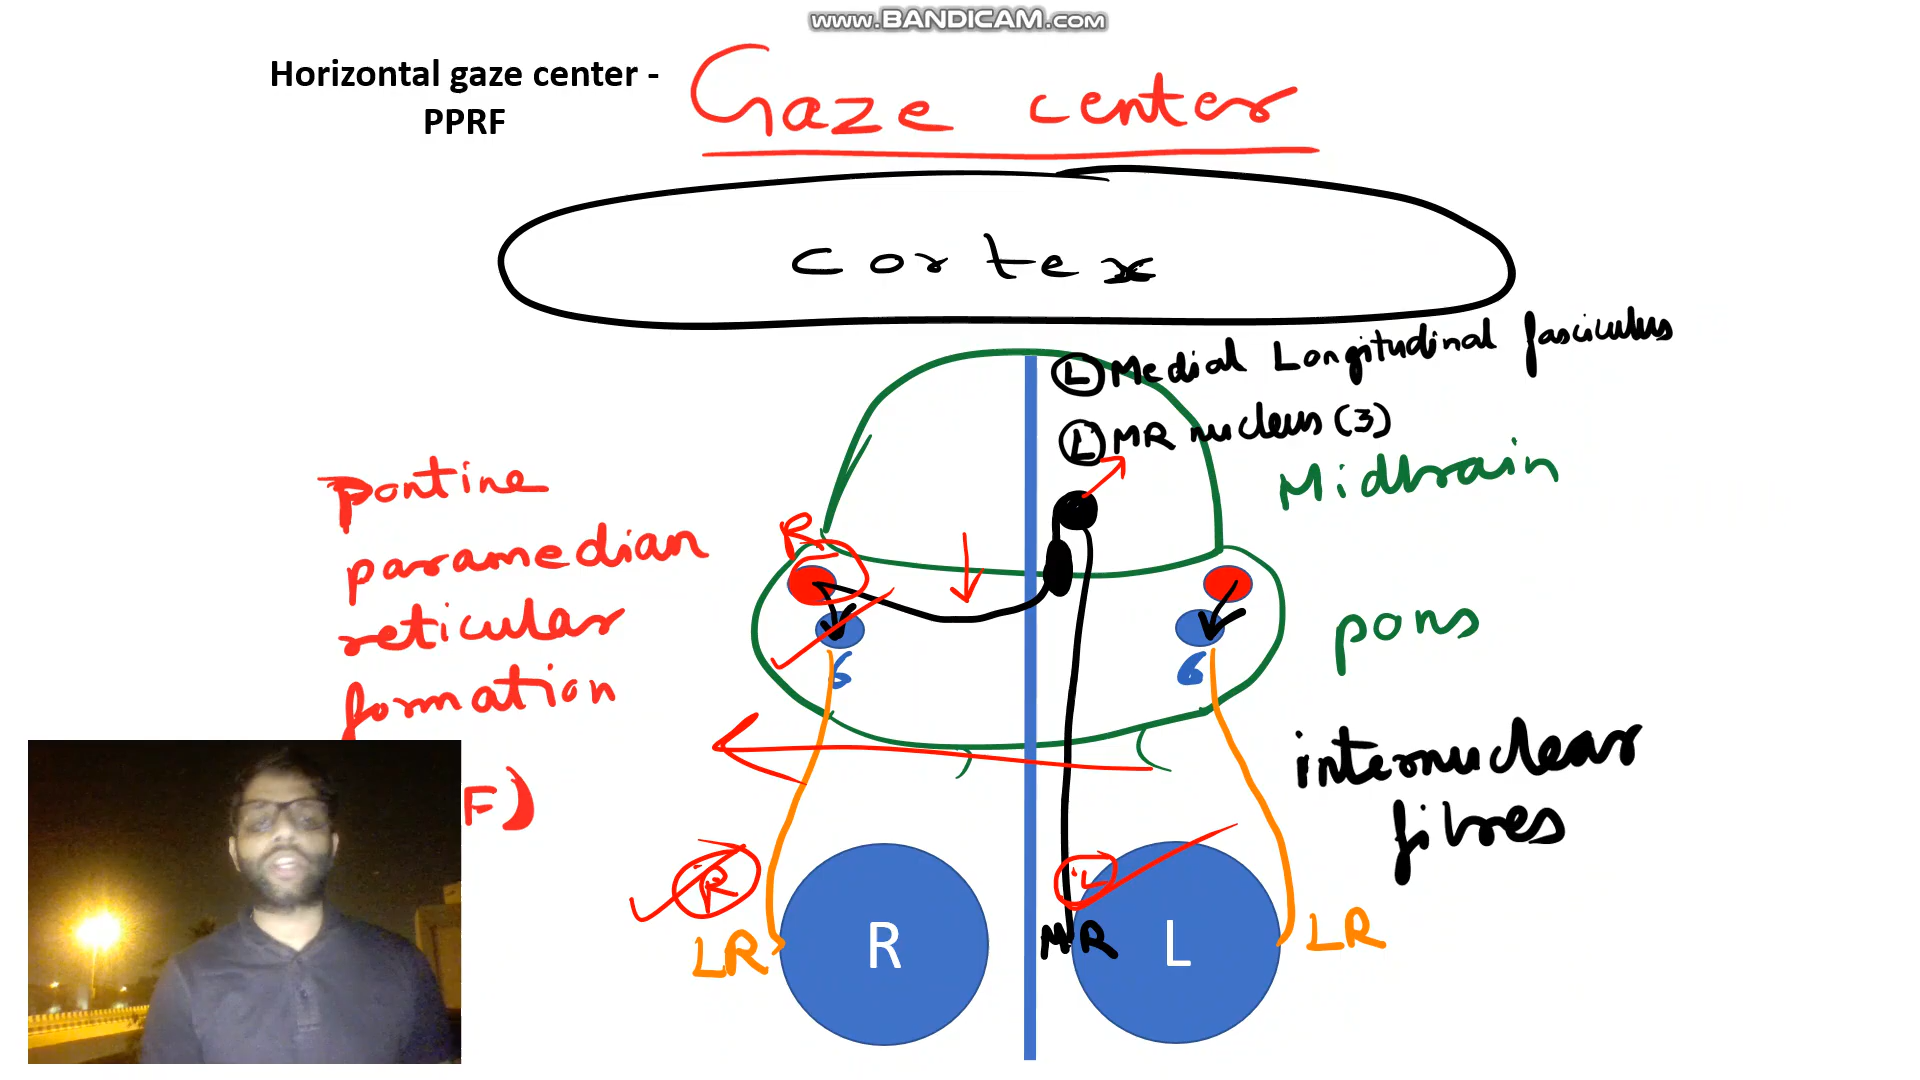 www.BANDICAM.com
Horizontal gaze center -
PPRF
Gaze center
cortex
L Medial Longitudinal fasciculus
L MR nucleus (3)
Midbrain
Pontine
paramedian
reticular
formation
F)
R
6
6
pons
internuclear
fibres
R
L
LR
R
MR
L
LR